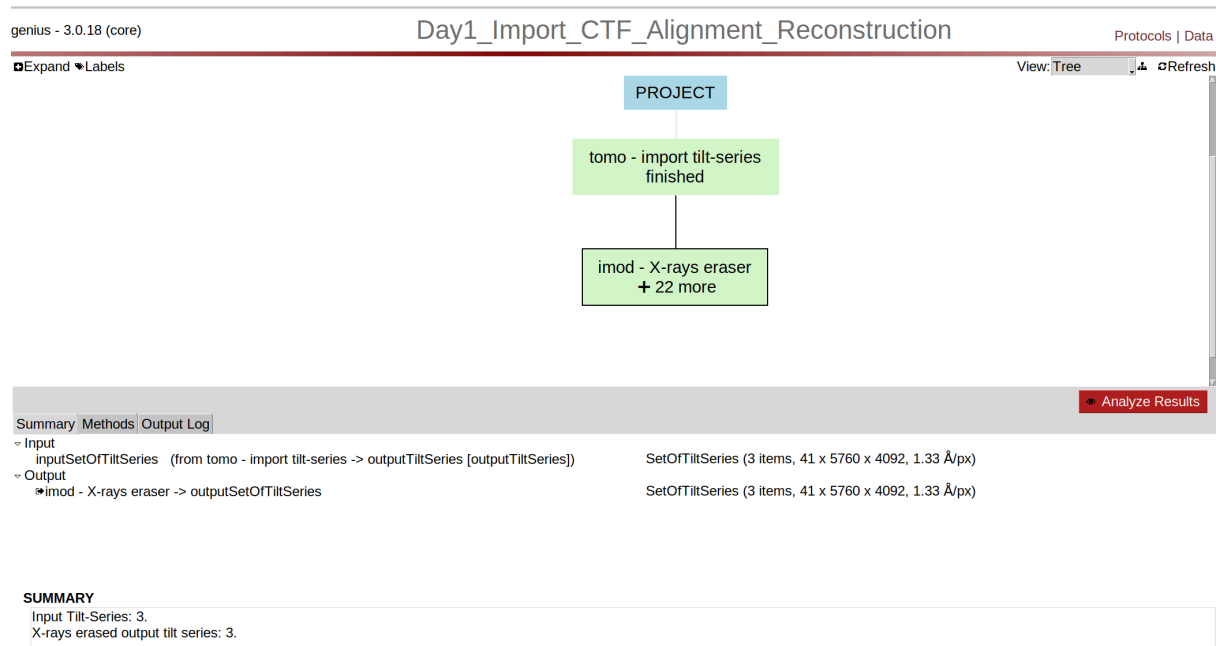 genius - 3.0.18 (core)
Day1_Import_CTF_Alignment_Reconstruction
Protocols | Data
Expand Labels
View: Tree Refresh
PROJECT
tomo - import tilt-series
finished
imod - X-rays eraser
+ 22 more
Analyze Results
Summary Methods Output Log
Input
inputSetOfTiltSeries (from tomo - import tilt-series -> outputTiltSeries [outputTiltSeries]) SetOfTiltSeries (3 items, 41 x 5760 x 4092, 1.33 Å/px)
Output
imod - X-rays eraser -> outputSetOfTiltSeries SetOfTiltSeries (3 items, 41 x 5760 x 4092, 1.33 Å/px)
SUMMARY
Input Tilt-Series: 3.
X-rays erased output tilt series: 3.